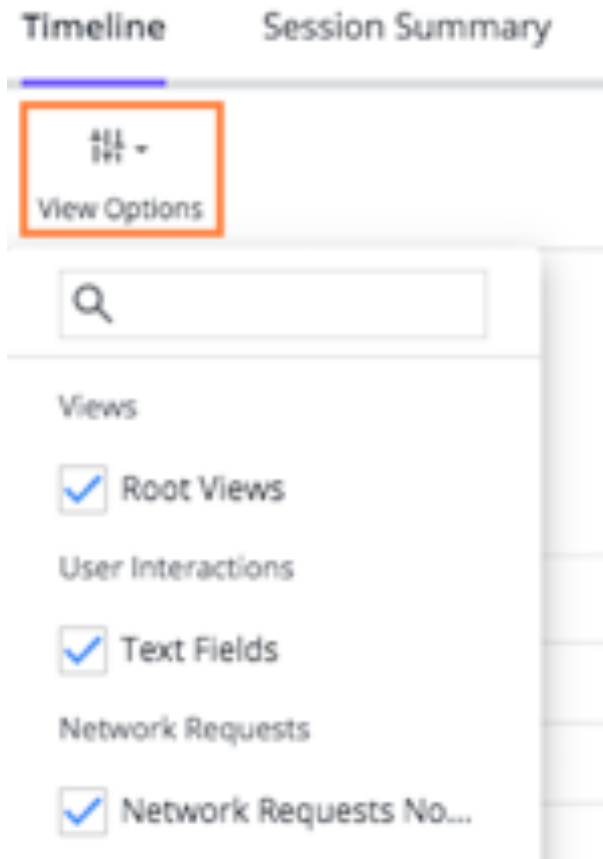 Timeline Session Summary
View Options
Views
Root Views
User Interactions
Text Fields
Network Requests
Network Requests No...